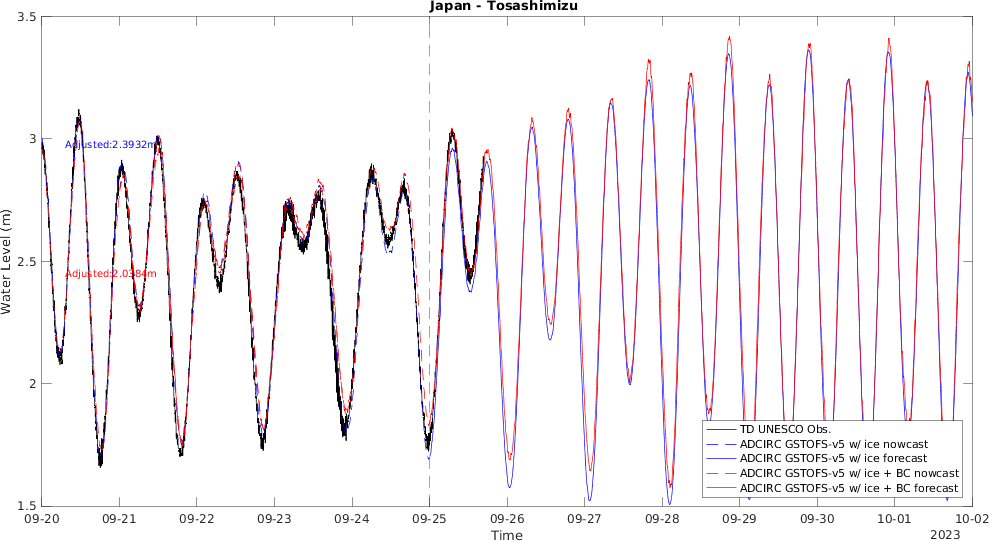 Japan - Tosashimizu
3.5
3
2.5
2
1.5
Water Level (m)
Adjusted:2.3932m
Adjusted:2.0384m
TD UNESCO Obs.
ADCIRC GSTOFS-v5 w/ ice nowcast
ADCIRC GSTOFS-v5 w/ ice forecast
ADCIRC GSTOFS-v5 w/ ice + BC nowcast
ADCIRC GSTOFS-v5 w/ ice + BC forecast
09-20 09-21 09-22 09-23 09-24 09-25 09-26 09-27 09-28 09-29 09-30 10-01 10-02
Time
2023